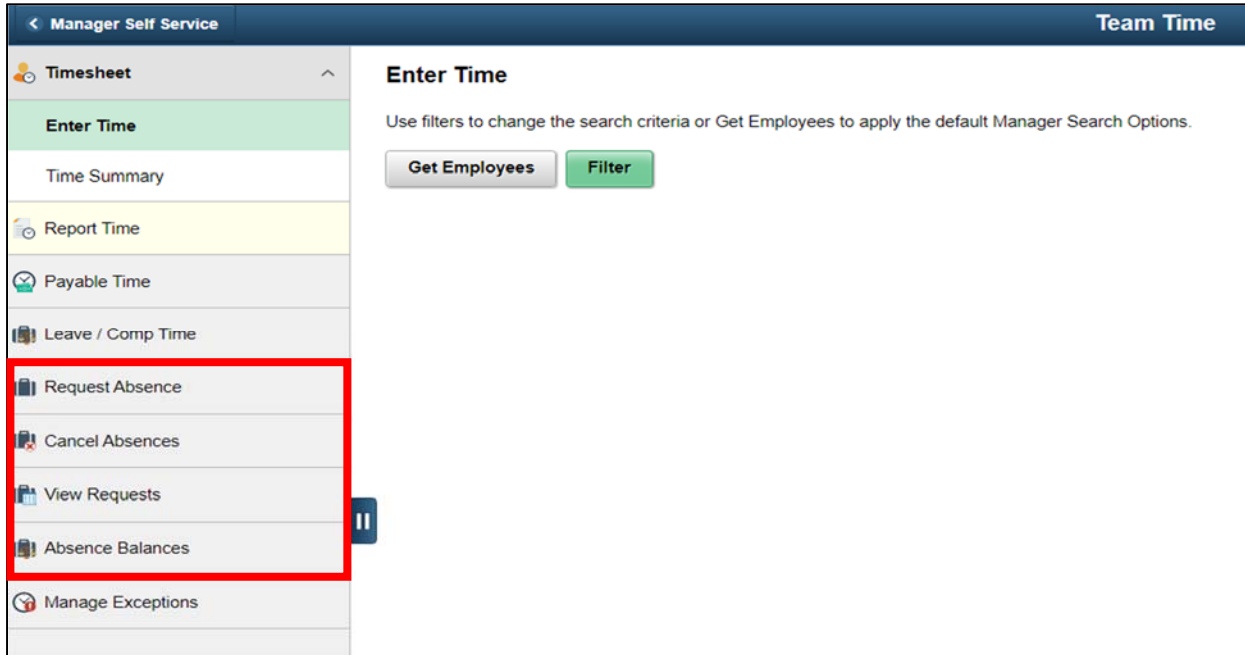 Manager Self Service
Team Time
Timesheet
Enter Time
Time Summary
Report Time
Payable Time
Leave / Comp Time
Request Absence
Cancel Absences
View Requests
Absence Balances
Manage Exceptions
Enter Time
Use filters to change the search criteria or Get Employees to apply the default Manager Search Options.
Get Employees
Filter